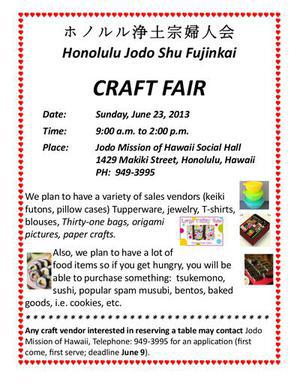 ホノルル浄土宗婦人会
Honolulu Jodo Shu Fujinkai
CRAFT FAIR
Date: Sunday, June 23, 2013
Time: 9:00 a.m. to 2:00 p.m.
Place: Jodo Mission of Hawaii Social Hall
1429 Makiki Street, Honolulu, Hawaii
PH: 949-3995
We plan to have a variety of sales vendors (keiki
futons, pillow cases) Tupperware, jewelry, T-shirts,
blouses, Thirty-one bags, origami
pictures, paper crafts.
Also, we plan to have a lot of
food items so if you get hungry, you will be
able to purchase something: tsukemono,
sushi, popular spam musubi, bentos, baked
goods, i.e. cookies, etc.
Any craft vendor interested in reserving a table may contact Jodo
Mission of Hawaii, Telephone: 949-3995 for an application (first
come, first serve; deadline June 9).